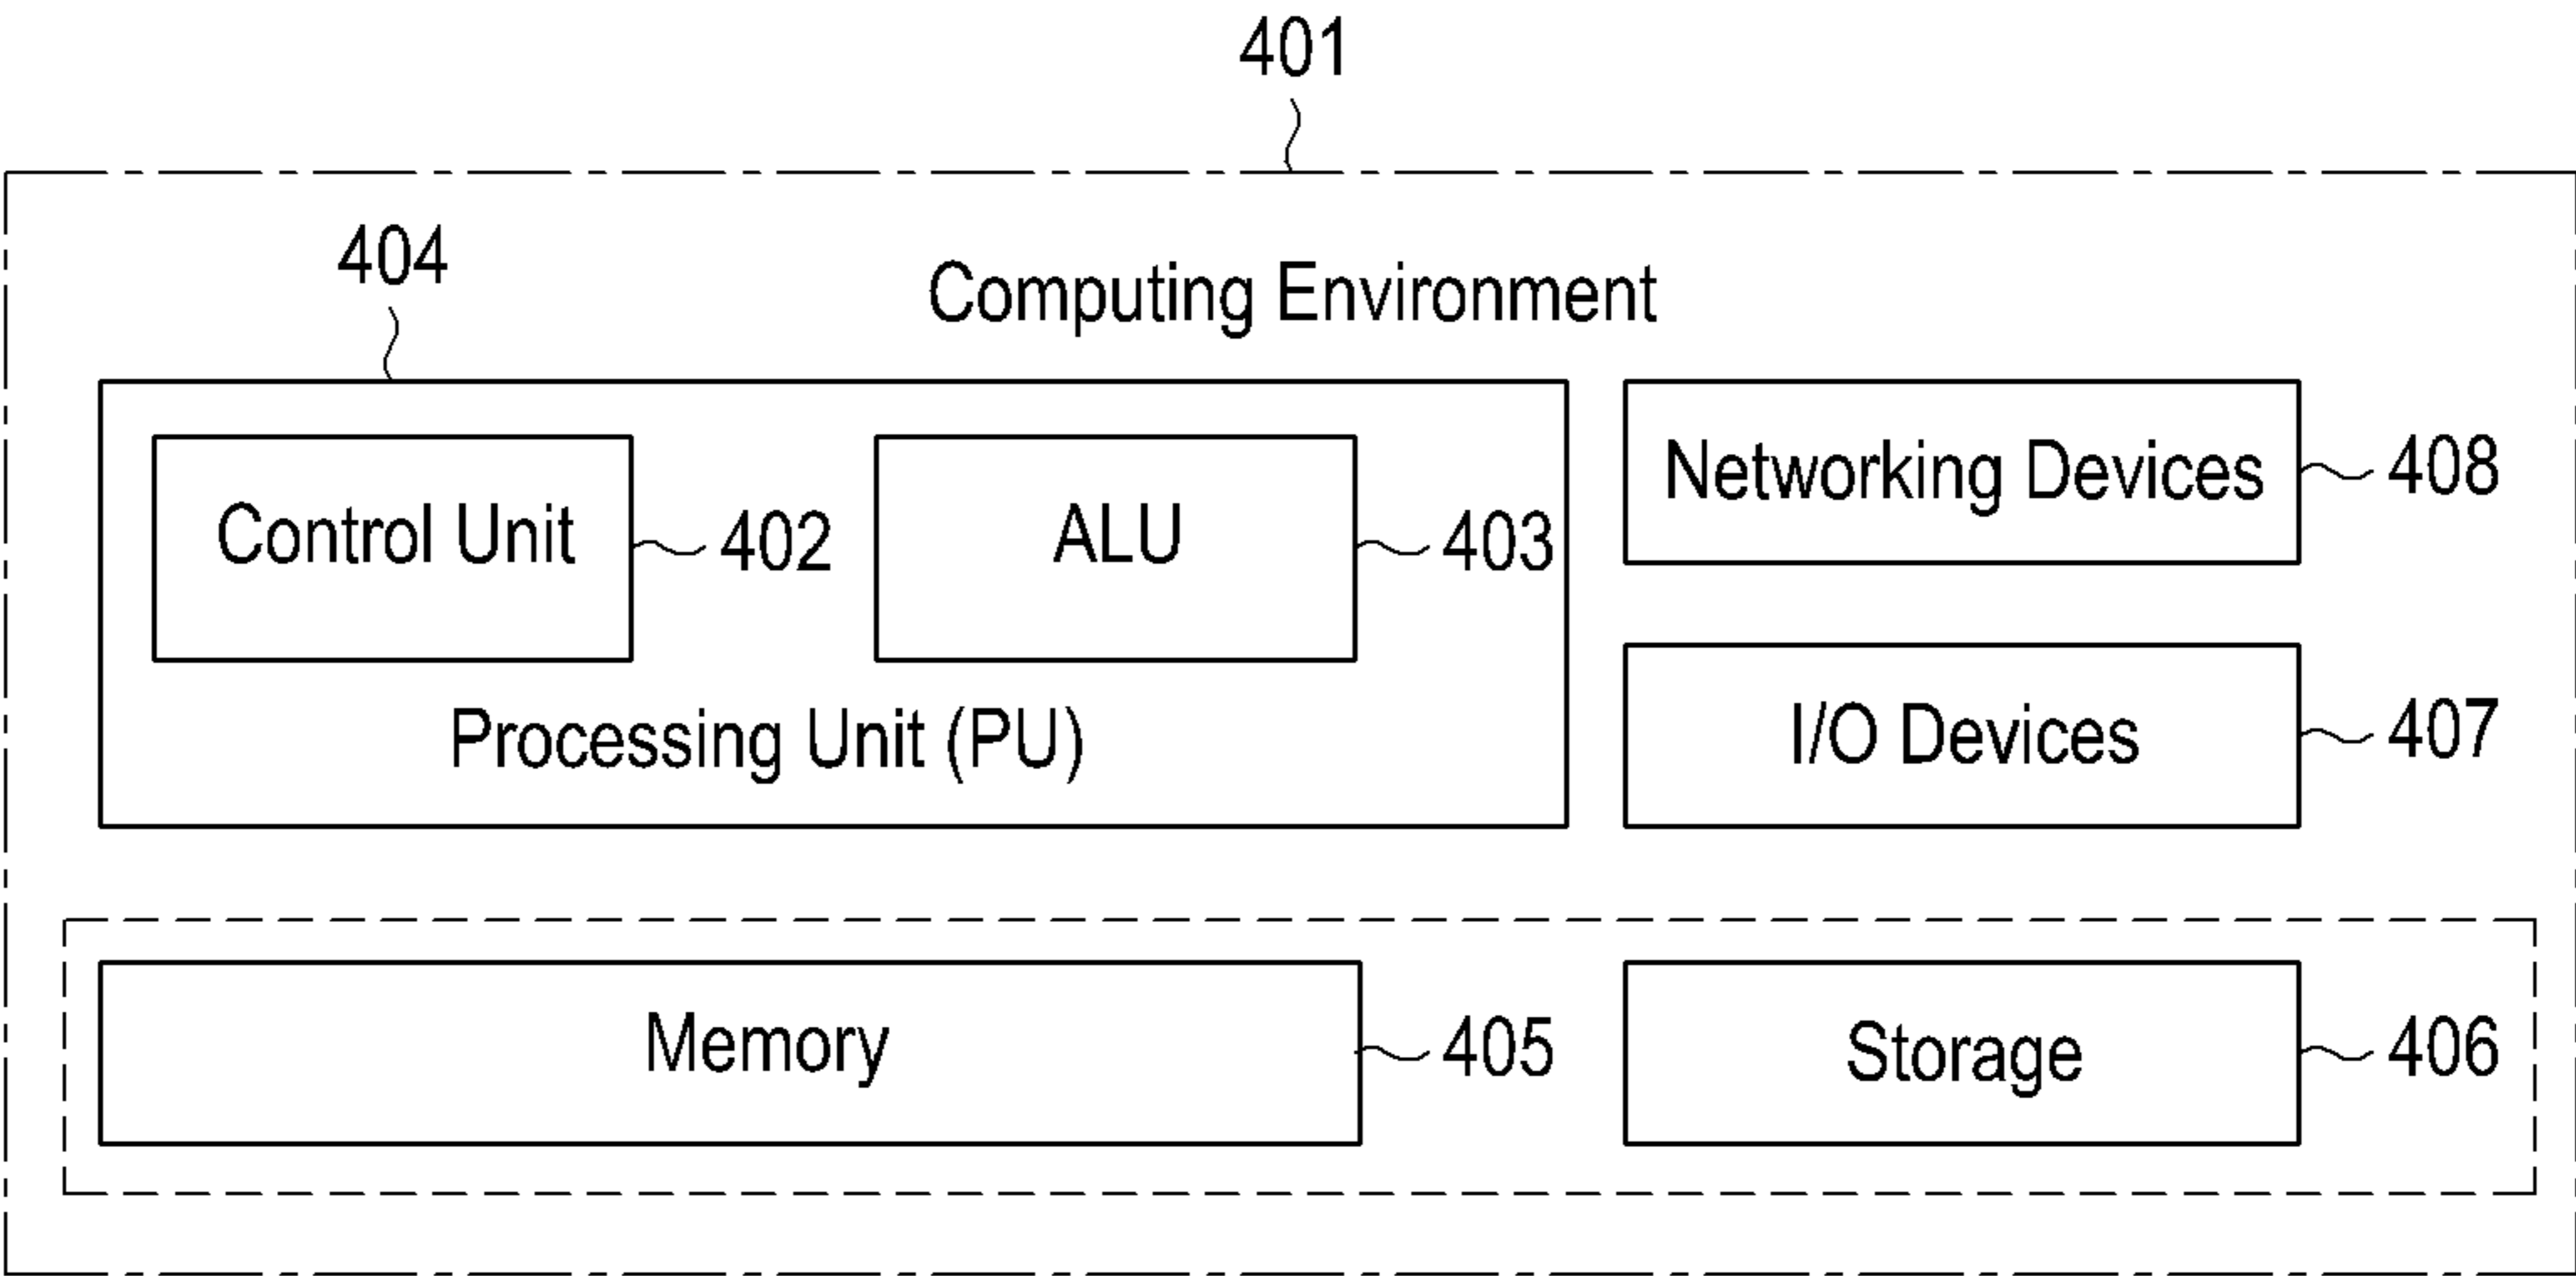 401
404
Computing Environment
Control Unit
402
ALU
403
Networking Devices
408
Processing Unit (PU)
I/O Devices
407
Memory
405
Storage
406